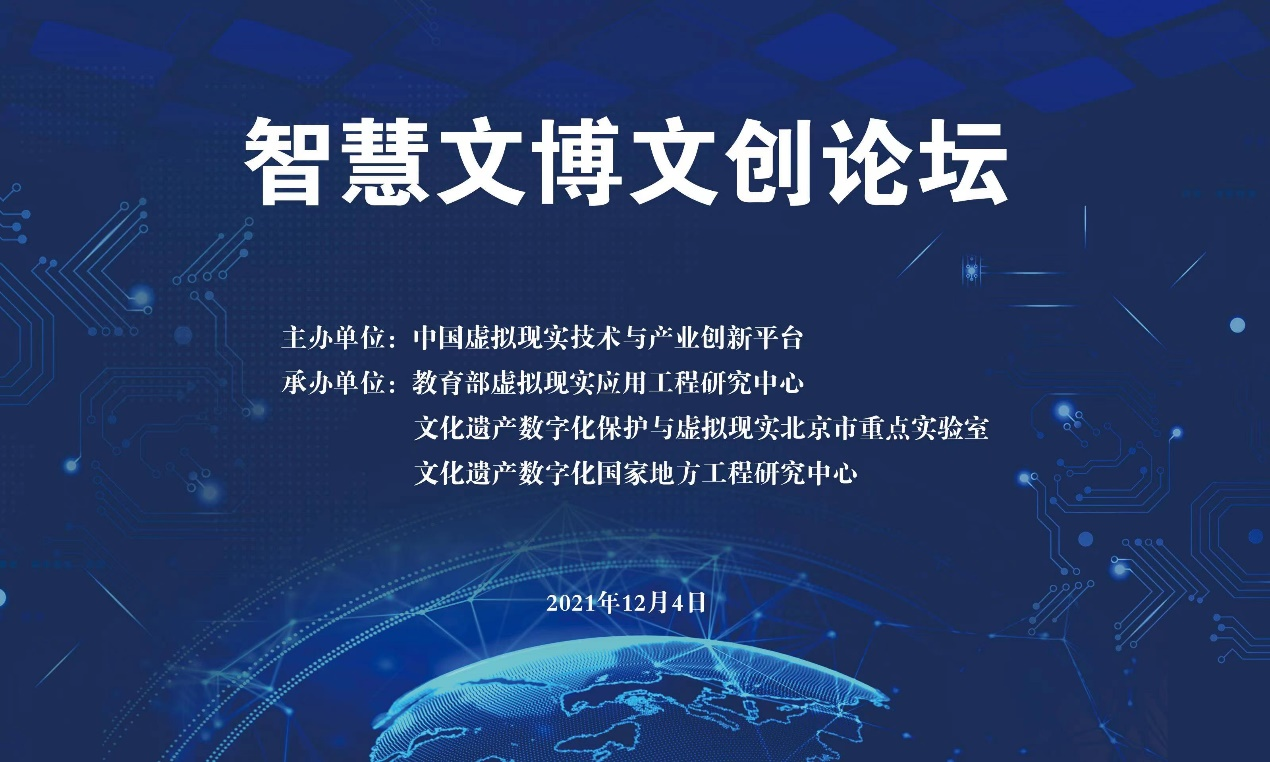 智慧文博文创论坛
主办单位：中国虚拟现实技术与产业创新平台
承办单位：教育部虚拟现实应用工程研究中心
文化遗产数字化保护与虚拟现实北京市重点实验室
文化遗产数字化国家地方工程研究中心
2021年12月4日